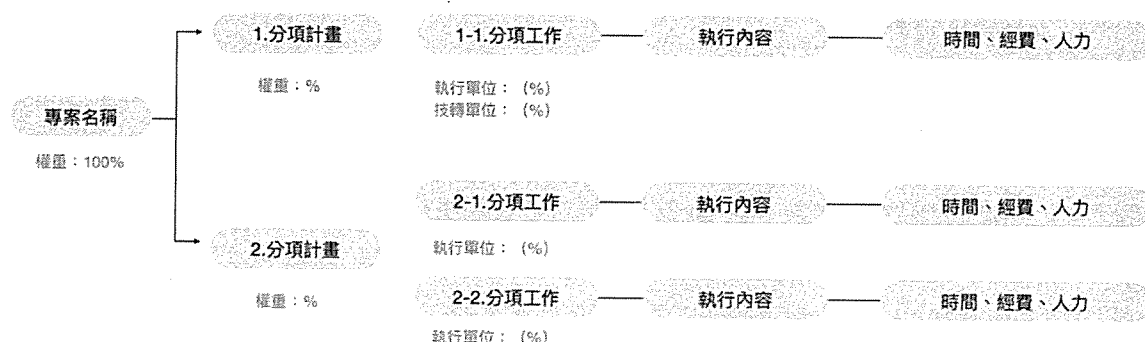 1.分項計畫
1-1.分項工作
執行內容
時間、經費、人力
權重：%
執行單位： (%)
技轉單位： (%)
專案名稱
權重：100%
2-1.分項工作
執行內容
時間、經費、人力
執行單位： (%)
2.分項計畫
權重：%
2-2.分項工作
執行內容
時間、經費、人力
執行單位： (%)